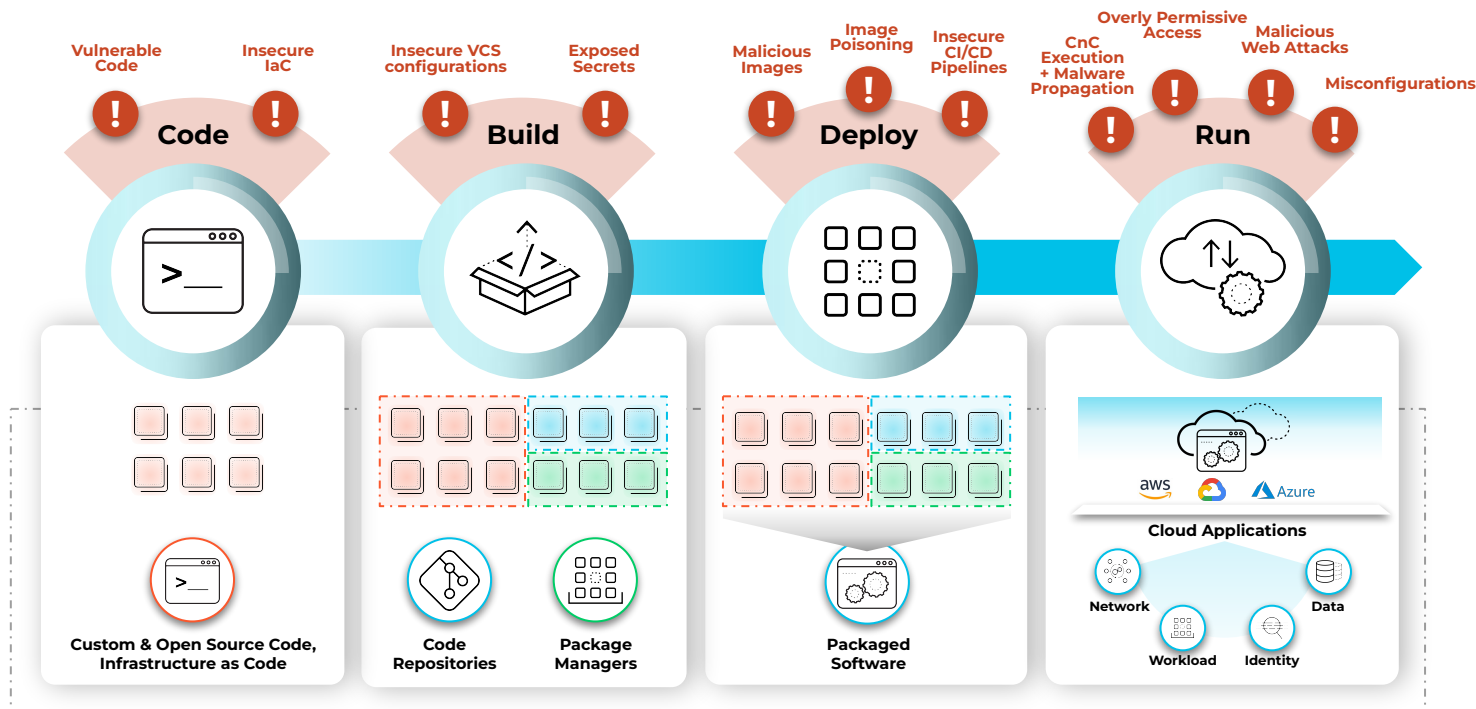 Vulnerable
Code
Insecure
IaC
Code
Insecure VCS
configurations
Exposed
Secrets
Build
Malicious
Images
Image
Poisoning
Insecure
CI/CD
Pipelines
Deploy
CnC
Execution
+ Malware
Propagation
Overly Permissive
Access
Malicious
Web Attacks
Misconfigurations
Run
>_
</>
>_
Custom & Open Source Code,
Infrastructure as Code
Code
Repositories
Package
Managers
Packaged
Software
aws
Azure
Cloud Applications
Network
Data
Workload
Identity